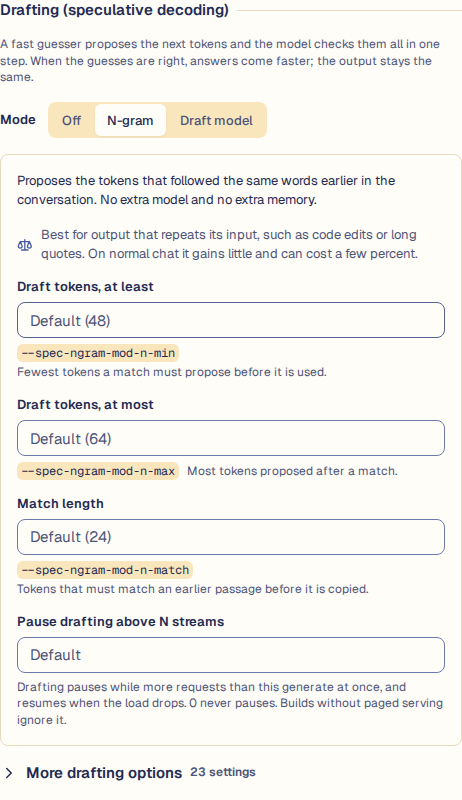 Drafting (speculative decoding)
A fast guesser proposes the next tokens and the model checks them all in one
step. When the guesses are right, answers come faster; the output stays the
same.
Mode Off N-gram Draft model
Proposes the tokens that followed the same words earlier in the
conversation. No extra model and no extra memory.
Best for output that repeats its input, such as code edits or long
quotes. On normal chat it gains little and can cost a few percent.
Draft tokens, at least
Default (48)
--spec-ngram-mod-n-min
Fewest tokens a match must propose before it is used.
Draft tokens, at most
Default (64)
--spec-ngram-mod-n-max Most tokens proposed after a match.
Match length
Default (24)
--spec-ngram-mod-n-match
Tokens that must match an earlier passage before it is copied.
Pause drafting above N streams
Default
Drafting pauses while more requests than this generate at once, and
resumes when the load drops. 0 never pauses. Builds without paged serving
ignore it.
More drafting options 23 settings